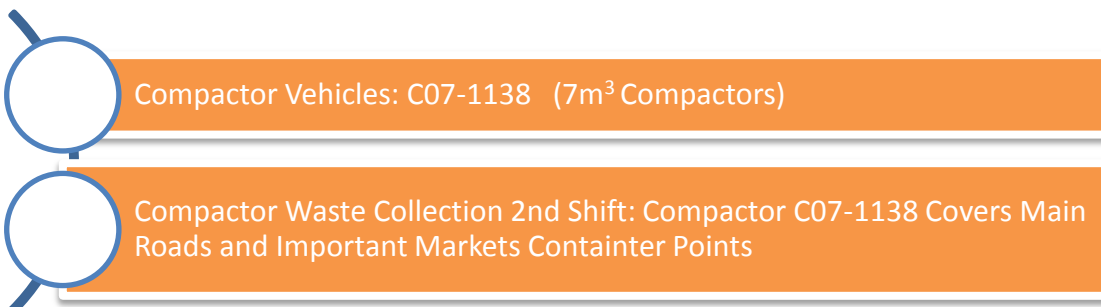 Compactor Vehicles: C07-1138 (7m³ Compactors)
Compactor Waste Collection 2nd Shift: Compactor C07-1138 Covers Main
Roads and Important Markets Containter Points